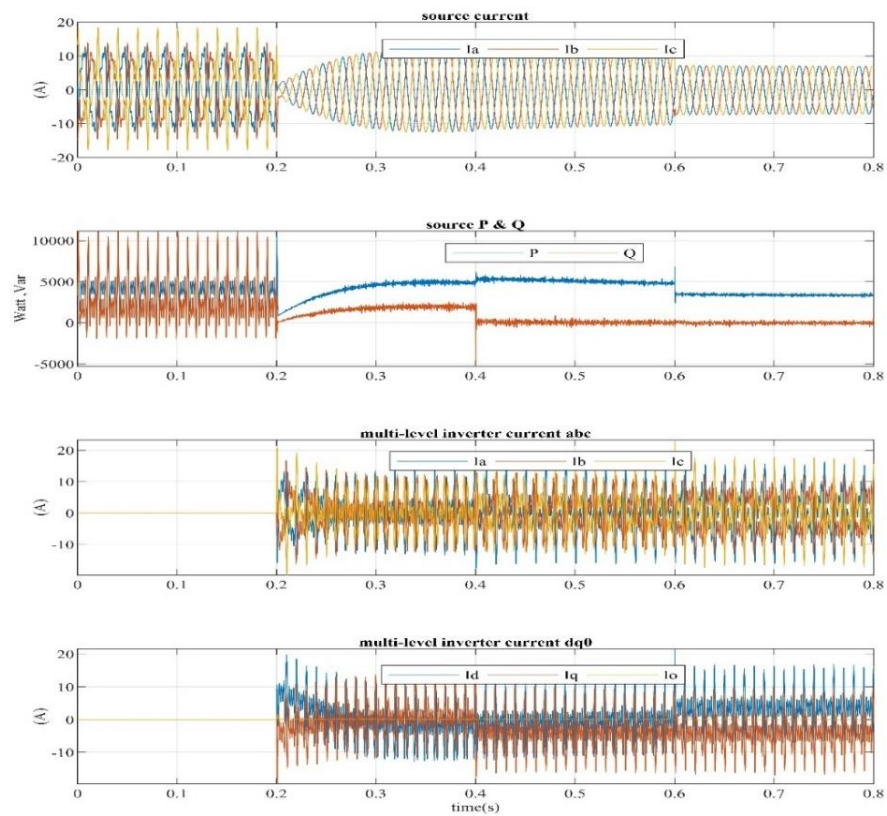 source current
20
Ia Ib Ic
10
(A)
0
-10
-20
0 0.1 0.2 0.3 0.4 0.5 0.6 0.7 0.8
source P & Q
10000
P Q
5000
Watt ,Var
0
-5000
0 0.1 0.2 0.3 0.4 0.5 0.6 0.7 0.8
multi-level inverter current abc
20
Ia Ib Ic
10
(A)
0
-10
0 0.1 0.2 0.3 0.4 0.5 0.6 0.7 0.8
multi-level inverter current dq0
20
Id Iq Io
10
(A)
0
-10
0 0.1 0.2 0.3 0.4 0.5 0.6 0.7 0.8
time(s)